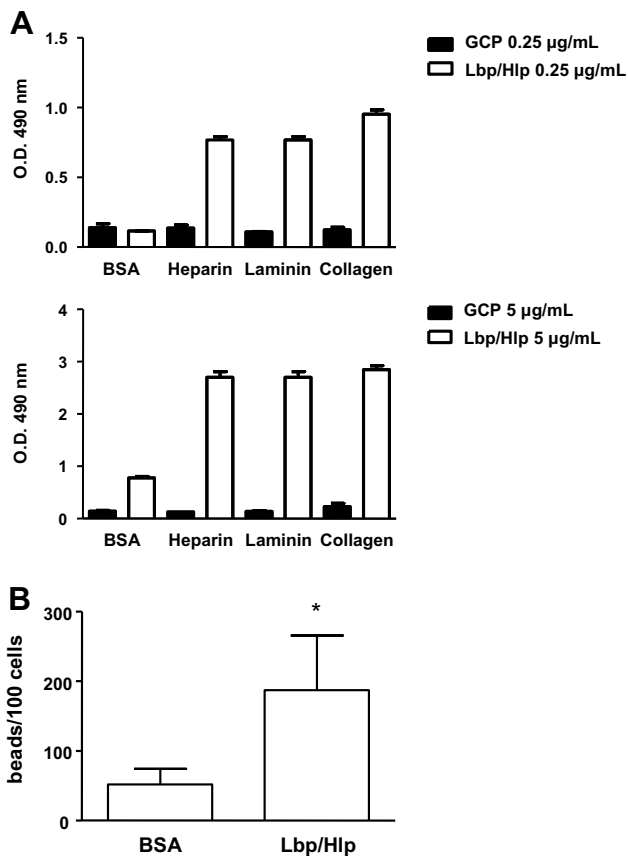 A
GCP 0.25 µg/mL
Lbp/Hlp 0.25 µg/mL
O.D. 490 nm
1.5
1.0
0.5
0.0
BSA Heparin Laminin Collagen
GCP 5 µg/mL
Lbp/Hlp 5 µg/mL
O.D. 490 nm
4
3
2
1
0
BSA Heparin Laminin Collagen
B
beads/100 cells
300
200
100
0
*
BSA Lbp/Hlp